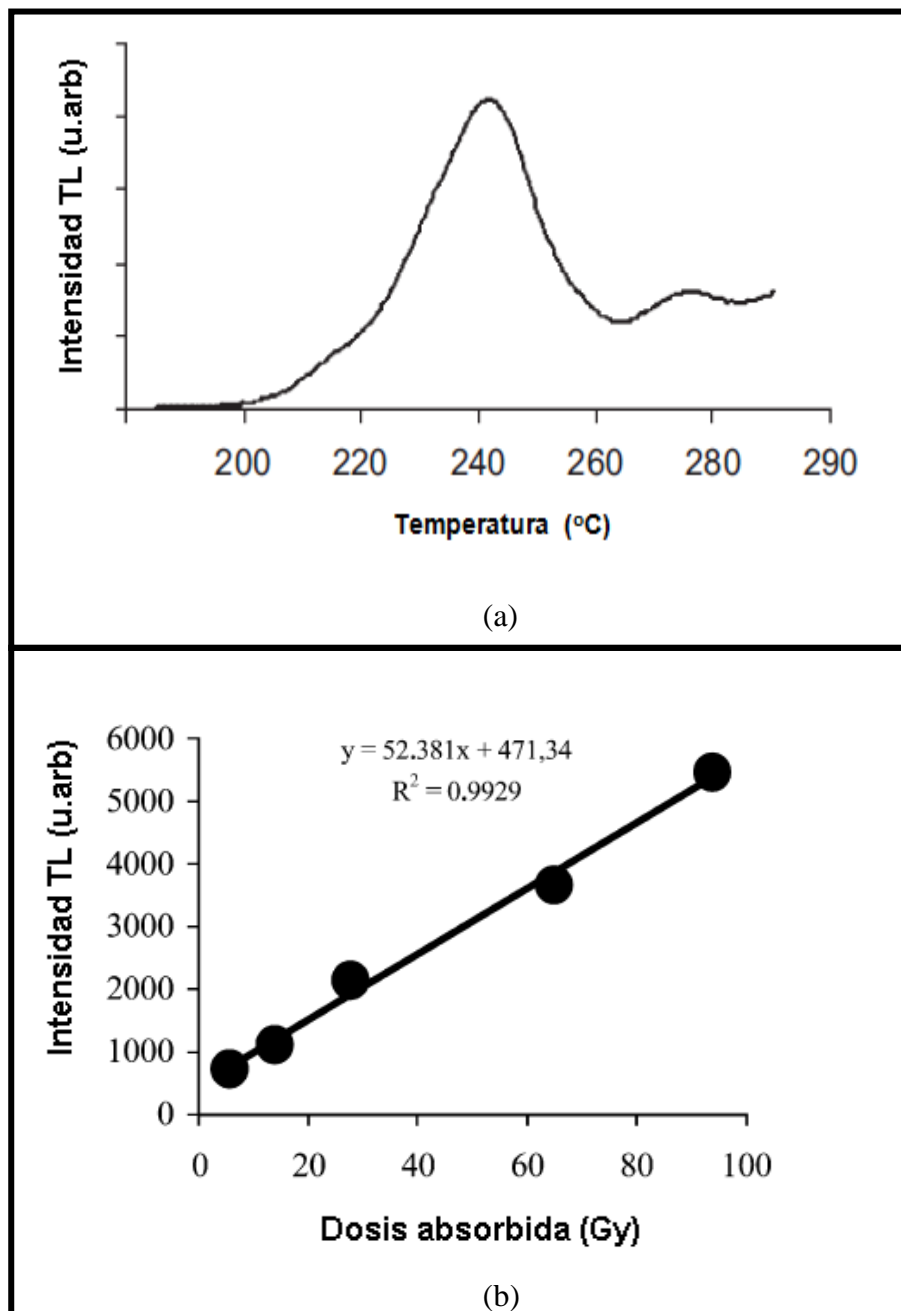 Intensidad TL (u.arb)
200 220 240 260 280 290
Temperatura (ºC)
(a)
Intensidad TL (u.arb)
6000
5000
4000
3000
2000
1000
0
y = 52.381x + 471,34
R² = 0.9929
0 20 40 60 80 100
Dosis absorbida (Gy)
(b)